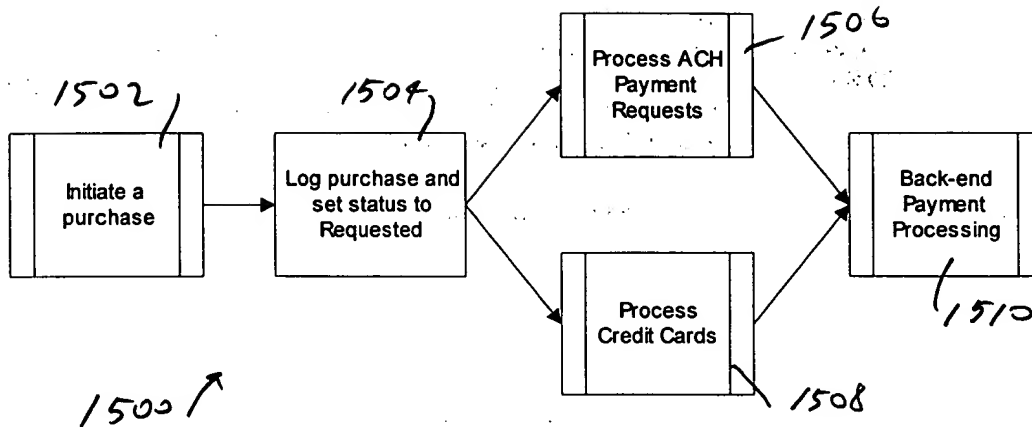 1502
Initiate a
purchase
1504
Log purchase and
set status to
Requested
1506
Process ACH
Payment
Requests
Process
Credit Cards
1508
Back-end
Payment
Processing
1510
1500